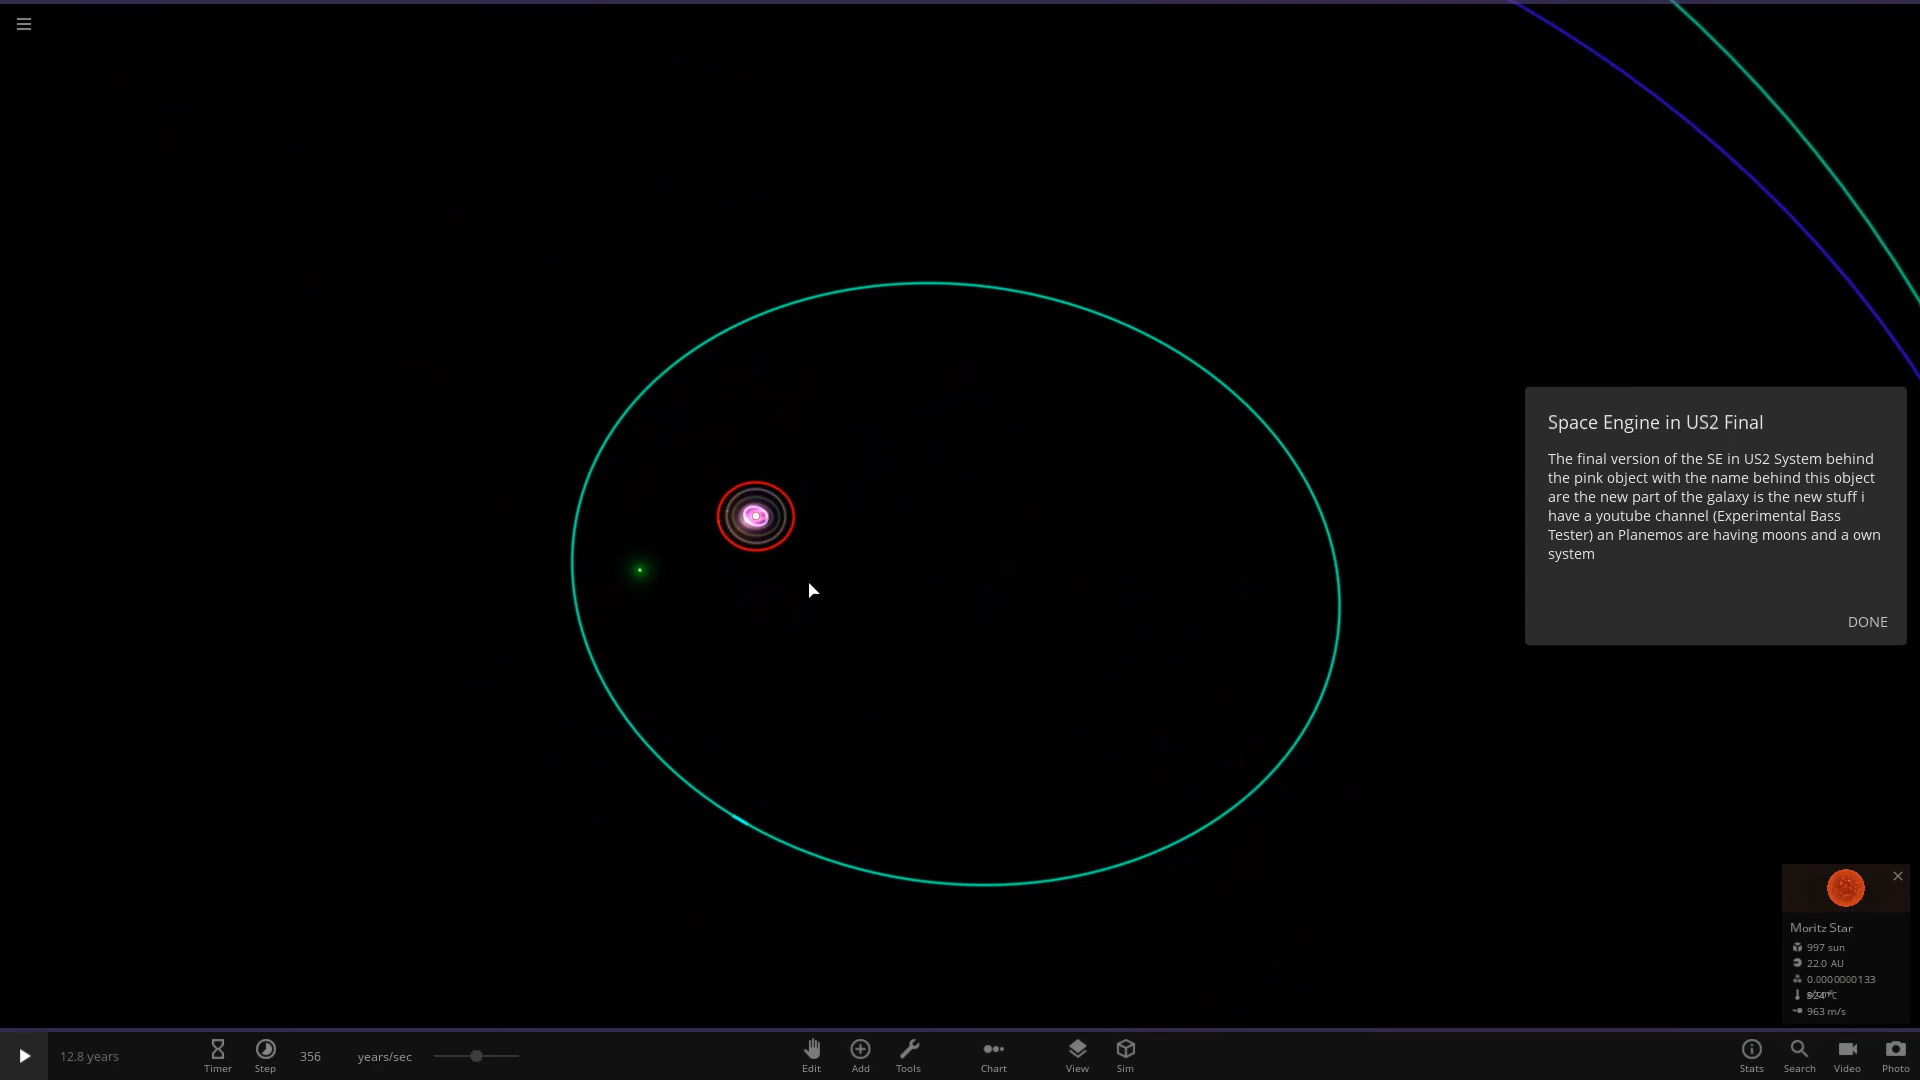 Space Engine in US2 Final
The final version of the SE in US2 System behind
the pink object with the name behind this object
are the new part of the galaxy is the new stuff i
have a youtube channel (Experimental Bass
Tester) an Planemos are having moons and a own
system
DONE
Moritz Star
997 sun
22.0 AU
0.0000000133
963 m/s
12.8 years
Timer
Step
356
years/sec
Edit
Add
Tools
Chart
View
Sim
Stats
Search
Video
Photo